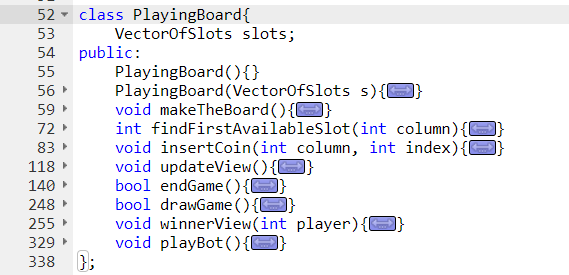 52 class PlayingBoard{
53 VectorOfSlots slots;
54 public:
55 PlayingBoard(){}
56 PlayingBoard(VectorOfSlots s){}
59 void makeTheBoard(){}
72 int findFirstAvailableSlot(int column){}
83 void insertCoin(int column, int index){}
118 void updateView(){}
140 bool endGame(){}
248 bool drawGame(){}
255 void winnerView(int player){}
329 void playBot(){}
338 };